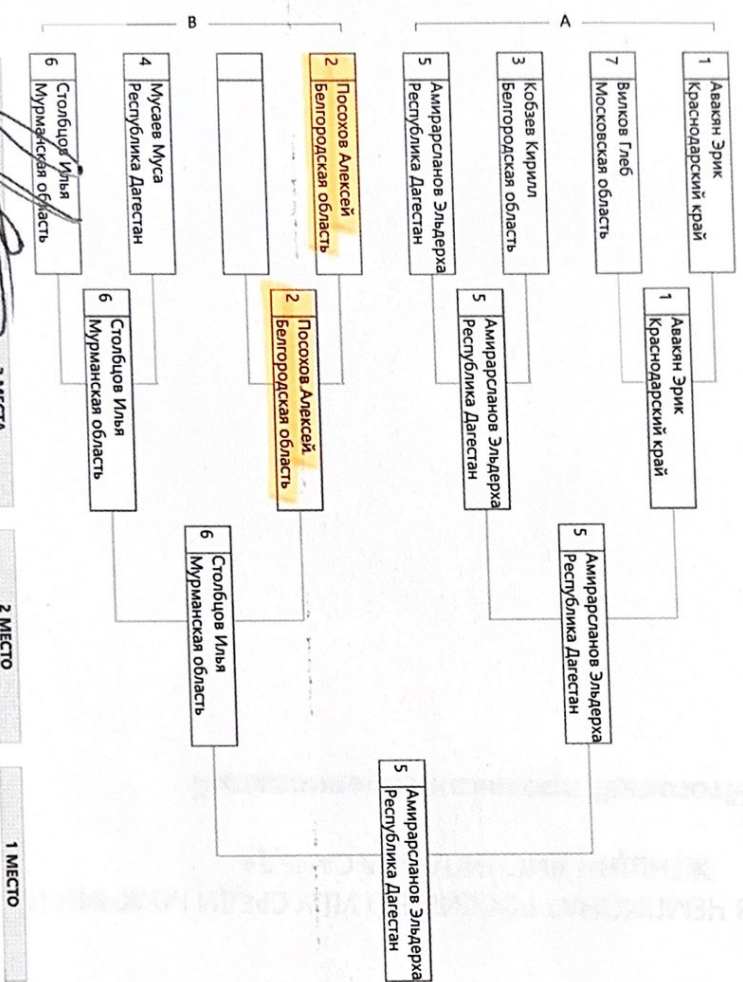 A
1 Авакян Эрик
Краснодарский край
7 Вилков Глеб
Московская область
3 Кобзев Кирилл
Белгородская область
5 Амирарсланов Эльдерха
Республика Дагестан
B
2 Посохов Алексей
Белгородская область
4 Мусаев Муса
Республика Дагестан
6 Столбцов Илья
Мурманская область
1 Авакян Эрик
Краснодарский край
5 Амирарсланов Эльдерха
Республика Дагестан
2 Посохов Алексей
Белгородская область
6 Столбцов Илья
Мурманская область
5 Амирарсланов Эльдерха
Республика Дагестан
6 Столбцов Илья
Мурманская область
5 Амирарсланов Эльдерха
Республика Дагестан
2 МЕСТО
1 МЕСТО